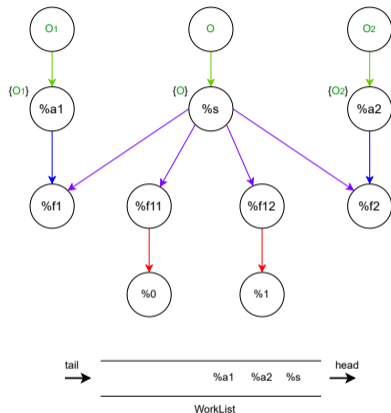 O1 O O2
{O1} {O} {O2}
%a1 %s %a2
%f1 %f11 %f12 %f2
%0 %1
tail head
%a1 %a2 %s
WorkList